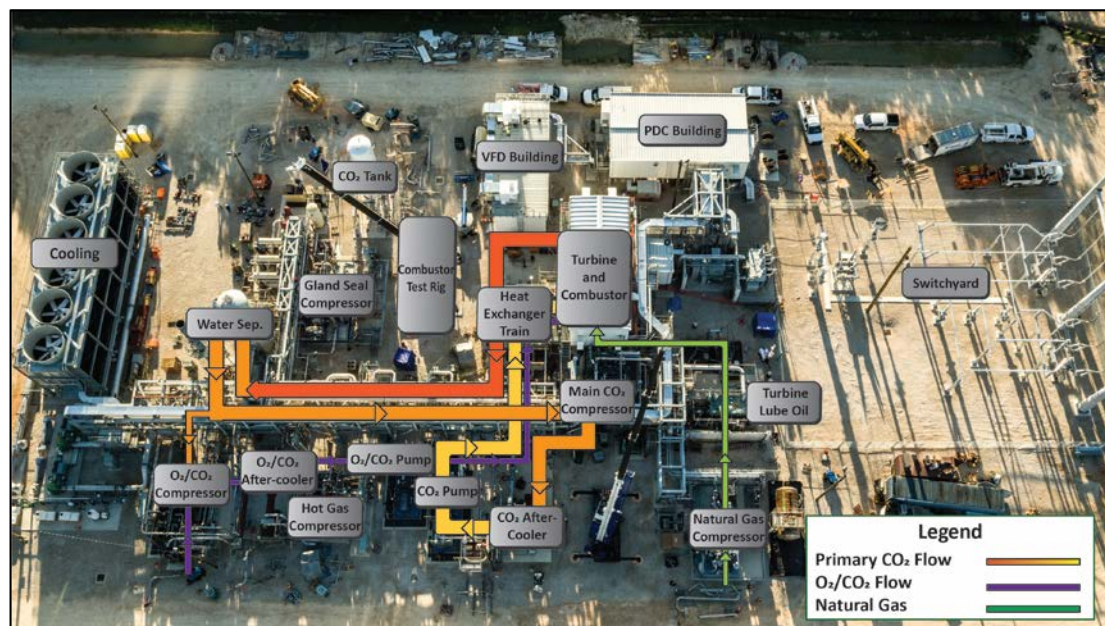 PDC Building
VFD Building
CO₂ Tank
Cooling
Gland Seal
Compressor
Combustor
Test Rig
Turbine
and
Combustor
Heat
Exchanger
Train
Switchyard
Water Sep.
Main CO₂
Compressor
Turbine
Lube Oil
O₂/CO₂
Compressor
O₂/CO₂
After-cooler
O₂/CO₂ Pump
CO₂ Pump
Hot Gas
Compressor
CO₂ After-
Cooler
Natural Gas
Compressor
Legend
Primary CO₂ Flow
O₂/CO₂ Flow
Natural Gas